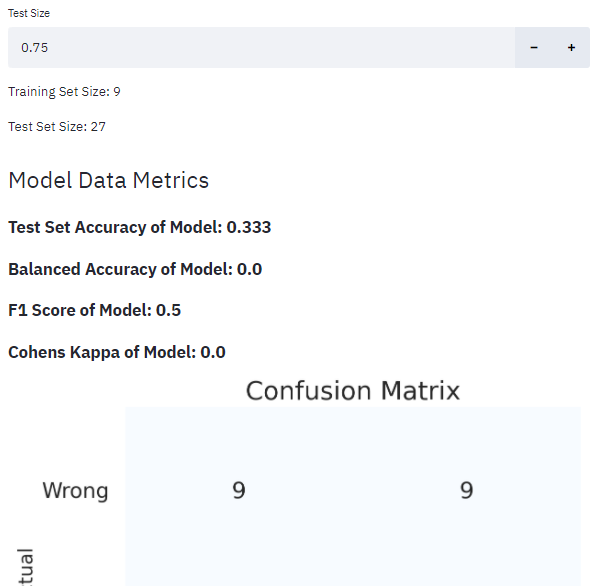 Test Size
0.75 - +
Training Set Size: 9
Test Set Size: 27
Model Data Metrics
Test Set Accuracy of Model: 0.333
Balanced Accuracy of Model: 0.0
F1 Score of Model: 0.5
Cohens Kappa of Model: 0.0
Confusion Matrix
Wrong 9 9
tual